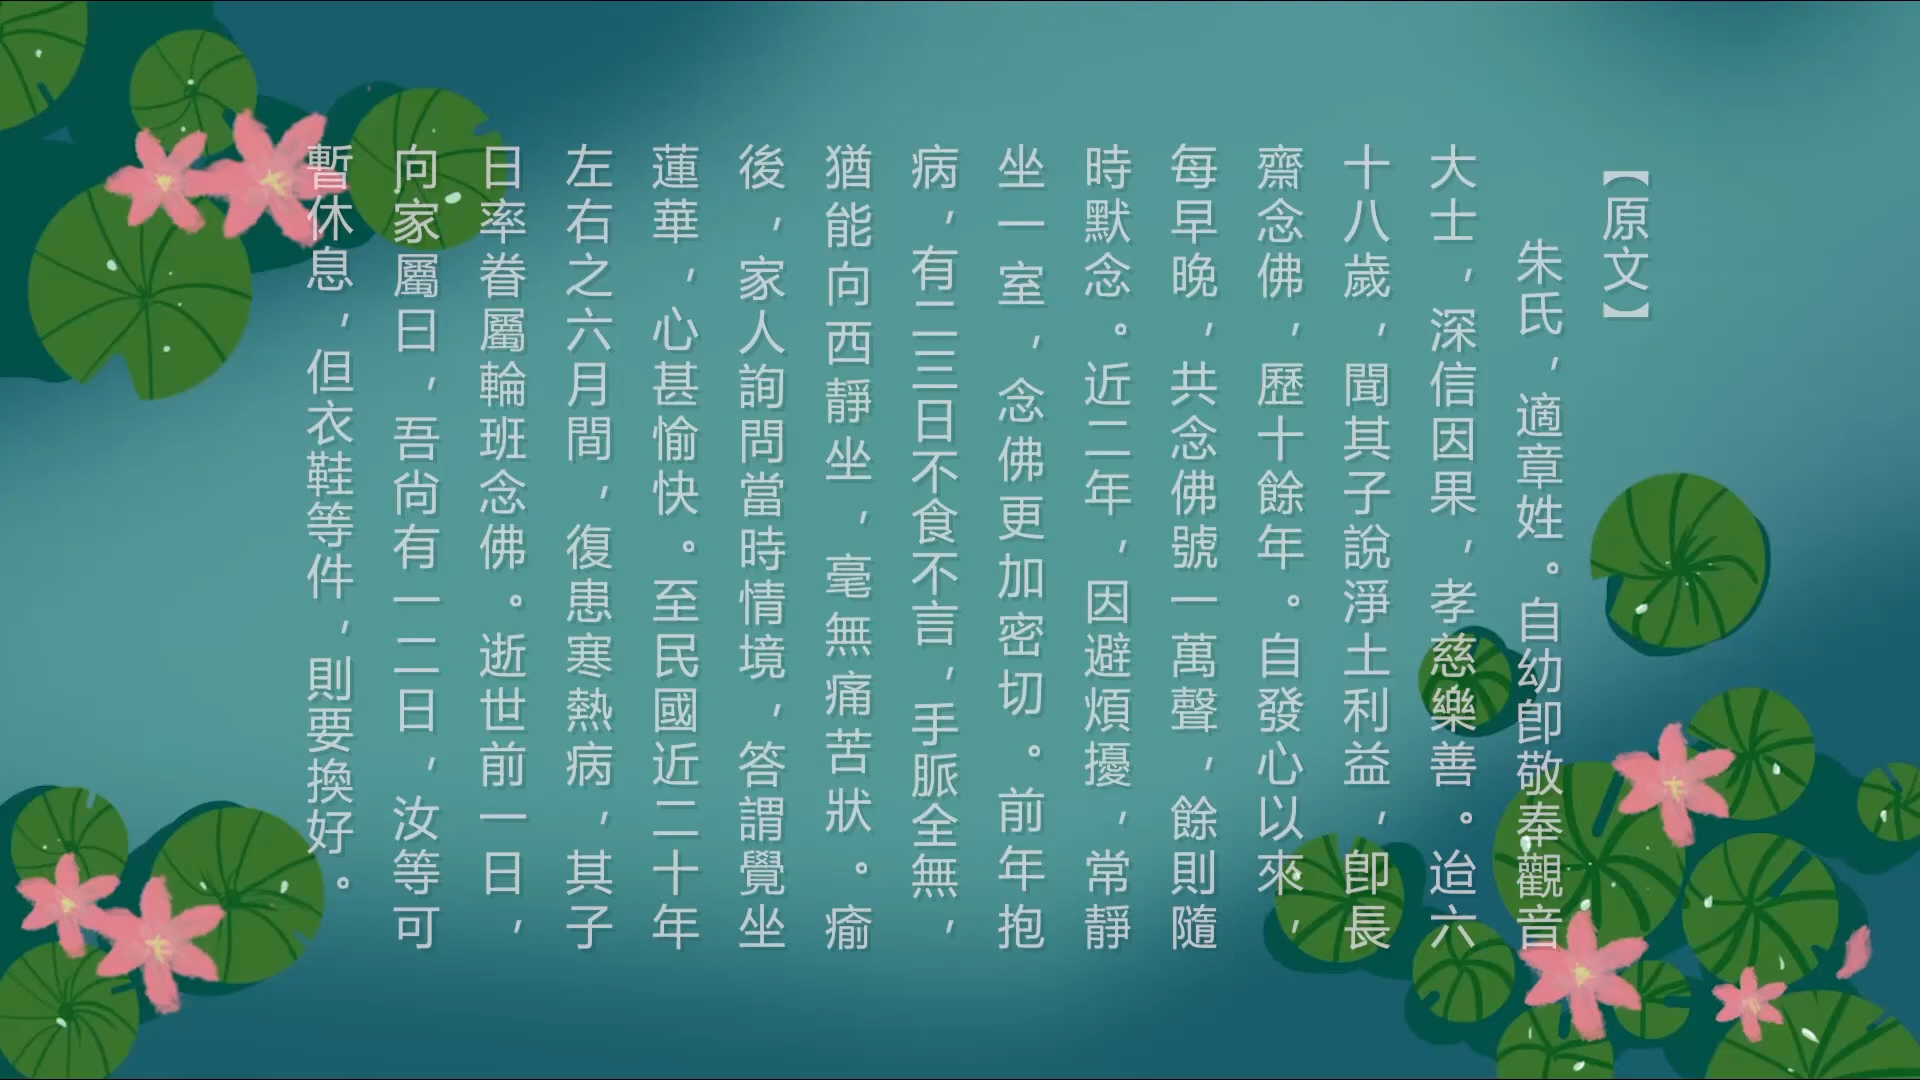 【原文】
朱氏，適章姓。自幼卽敬奉觀音
大士，深信因果，孝慈樂善。迨六
十八歲，聞其子說淨土利益，卽長
齋念佛，歷十餘年。自發心以來，
每早晚，共念佛號一萬聲，餘則隨
時默念。近二年，因避煩擾，常靜
坐一室，念佛更加密切。前年抱
病，有二三日不食不言，手脈全無，
猶能向西靜坐，毫無痛苦狀。瘉
後，家人詢問當時情境，答謂覺坐
蓮華，心甚愉快。至民國近二十年
左右之六月間，復患寒熱病，其子
日率眷屬輪班念佛。逝世前一日，
向家屬曰，吾尙有一二日，汝等可
暫休息，但衣鞋等件，則要換好。